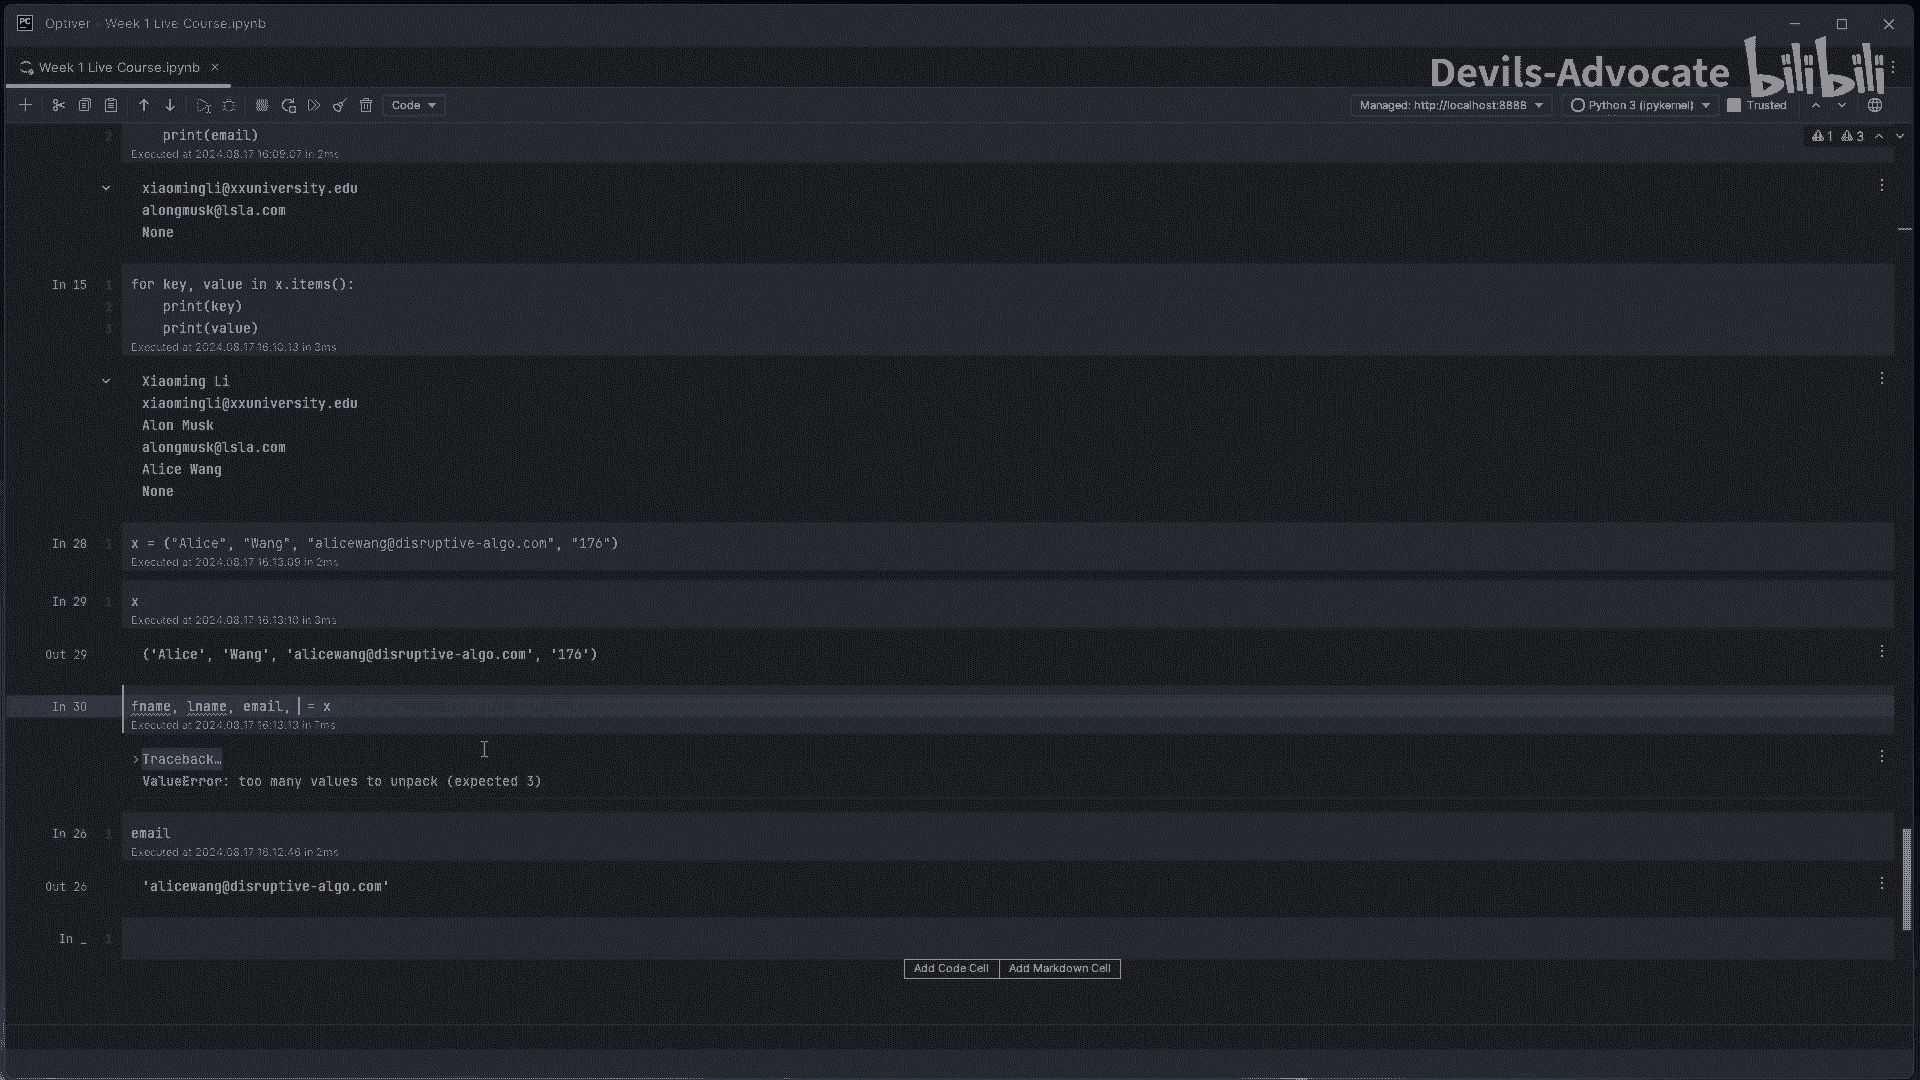 PC Optiver - Week 1 Live Course.ipynb
Week 1 Live Course.ipynb
Devils-Advocate bilibili
Code
Managed: http://localhost:8886
Python 3 (ipykernel)
Trusted
2 print(email)
Executed at 2024.08.17 16:09:07 in 2ms
1 3
xiaomingli@xxuniversity.edu
alongmusk@lsla.com
None
In 15 1 for key, value in x.items():
2 print(key)
3 print(value)
Executed at 2024.08.17 16:10:13 in 3ms
Xiaoming Li
xiaomingli@xxuniversity.edu
Alon Musk
alongmusk@lsla.com
Alice Wang
None
In 28 1 x = ("Alice", "Wang", "alicewang@disruptive-algo.com", "176")
Executed at 2024.08.17 16:13:09 in 2ms
In 29 1 x
Executed at 2024.08.17 16:13:10 in 3ms
Out 29 ('Alice', 'Wang', 'alicewang@disruptive-algo.com', '176')
In 30 fname, lname, email, = x
Executed at 2024.08.17 16:13:13 in 7ms
Traceback…
ValueError: too many values to unpack (expected 3)
In 26 1 email
Executed at 2024.08.17 16:12:46 in 2ms
Out 26 'alicewang@disruptive-algo.com'
In _ 1
Add Code Cell Add Markdown Cell